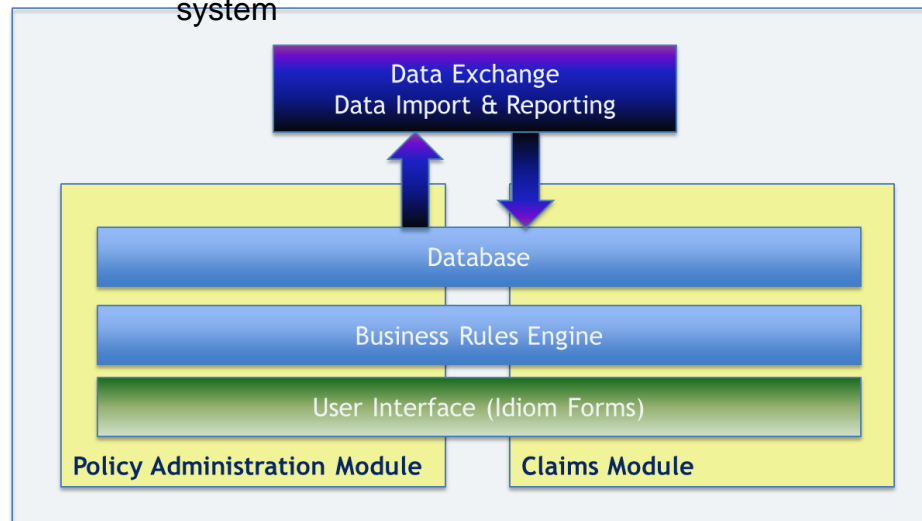 system
Data Exchange
Data Import & Reporting
Database
Business Rules Engine
User Interface (Idiom Forms)
Policy Administration Module
Claims Module